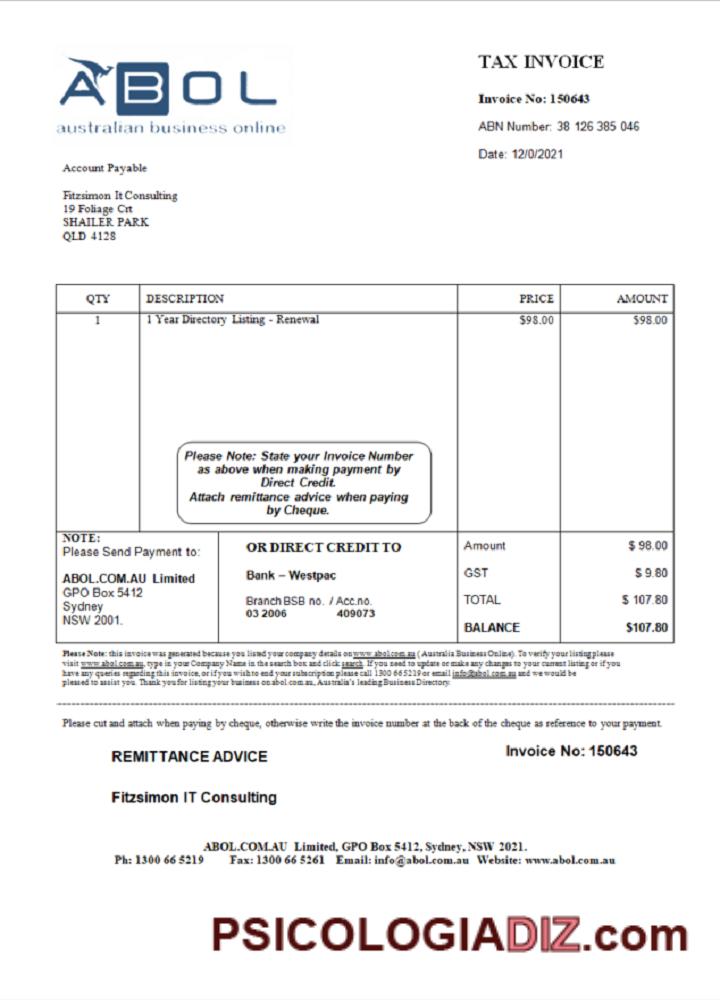 ABOL
australian business online
TAX INVOICE
Invoice No: 150643
ABN Number: 38 126 385 046
Date: 12/0/2021
Account Payable
Fitzsimon It Consulting
19 Foliage Crt
SHAILER PARK
QLD 4128
QTY DESCRIPTION PRICE AMOUNT
1 1 Year Directory Listing - Renewal $98.00 $98.00
Please Note: State your Invoice Number
as above when making payment by
Direct Credit.
Attach remittance advice when paying
by Cheque.
NOTE:
Please Send Payment to:
ABOL.COM.AU Limited
GPO Box 5412
Sydney
NSW 2001.
OR DIRECT CREDIT TO
Bank – Westpac
Branch BSB no. / Acc.no.
03 2006 409073
Amount $ 98.00
GST $ 9.80
TOTAL $ 107.80
BALANCE $107.80
Please Note: this invoice was generated because you listed your company details on www.abol.com.au ( Australia Business Online). To verify your listing please
visit www.abol.com.au, type in your Company Name in the search box and click search. If you need to update or make any changes to your current listing or if you
have any queries regarding this invoice, or if you wish to end your subscription please call 1300 665219 or email info@abol.com.au and we would be
pleased to assist you. Thank you for listing your business on abol.com.au, Australia's leading Business Directory.
Please cut and attach when paying by cheque, otherwise write the invoice number at the back of the cheque as reference to your payment.
REMITTANCE ADVICE
Invoice No: 150643
Fitzsimon IT Consulting
ABOL.COM.AU Limited, GPO Box 5412, Sydney, NSW 2021.
Ph: 1300 66 5219 Fax: 1300 66 5261 Email: info@abol.com.au Website: www.abol.com.au
PSICOLOGIADIZ.com